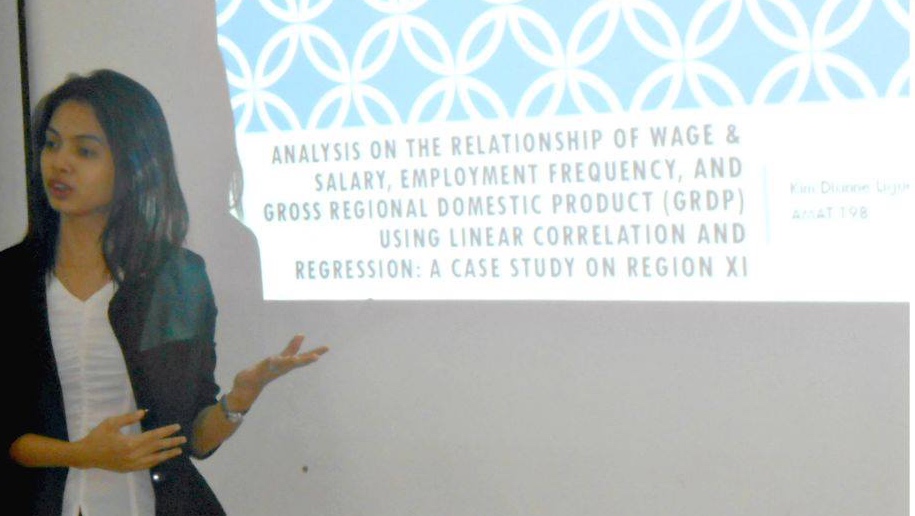 ANALYSIS ON THE RELATIONSHIP OF WAGE &
SALARY, EMPLOYMENT FREQUENCY, AND
GROSS REGIONAL DOMESTIC PRODUCT (GRDP)
USING LINEAR CORRELATION AND
REGRESSION: A CASE STUDY ON REGION XI
Kim Dianne
AMAT 198